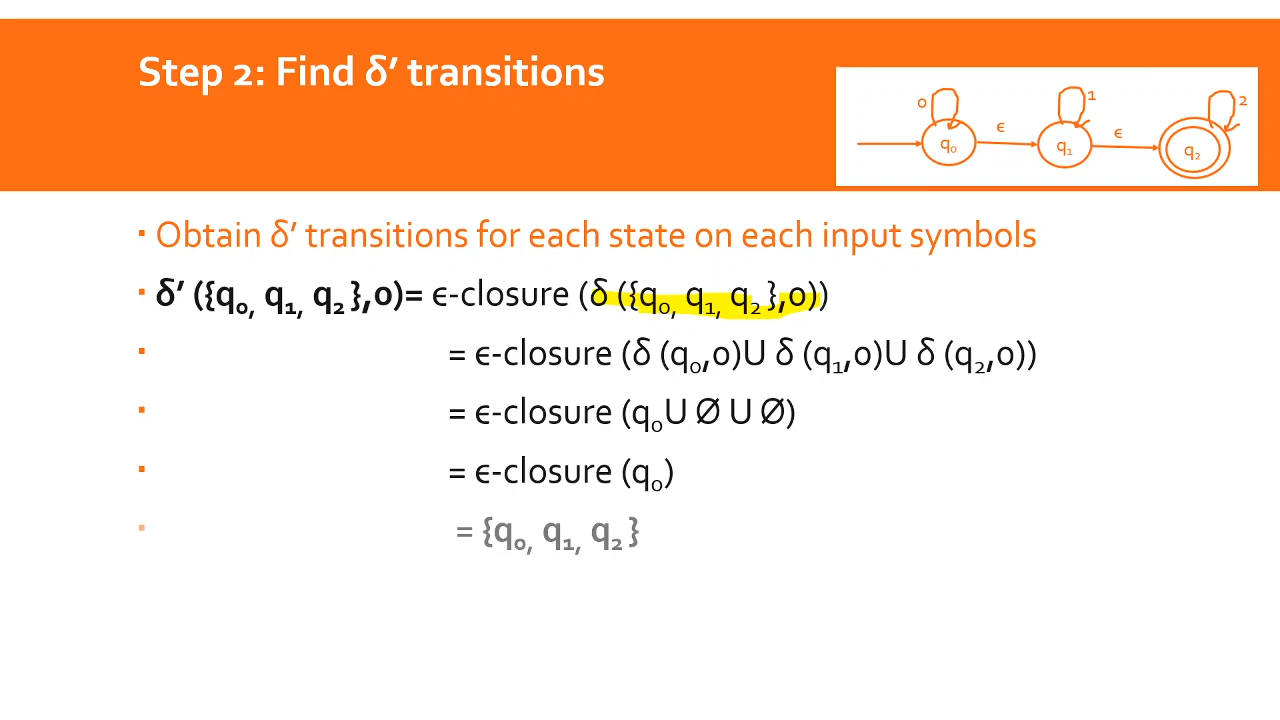 Step 2: Find δ’ transitions
0 1 2
ϵ ϵ
q₀ q₁ q₂
▪ Obtain δ’ transitions for each state on each input symbols
▪ δ’ ({q₀, q₁, q₂ },0)= ϵ-closure (δ ({q₀, q₁, q₂ },0))
▪ = ϵ-closure (δ (q₀,0)U δ (q₁,0)U δ (q₂,0))
▪ = ϵ-closure (q₀U Ø U Ø)
▪ = ϵ-closure (q₀)
▪ = {q₀, q₁, q₂ }